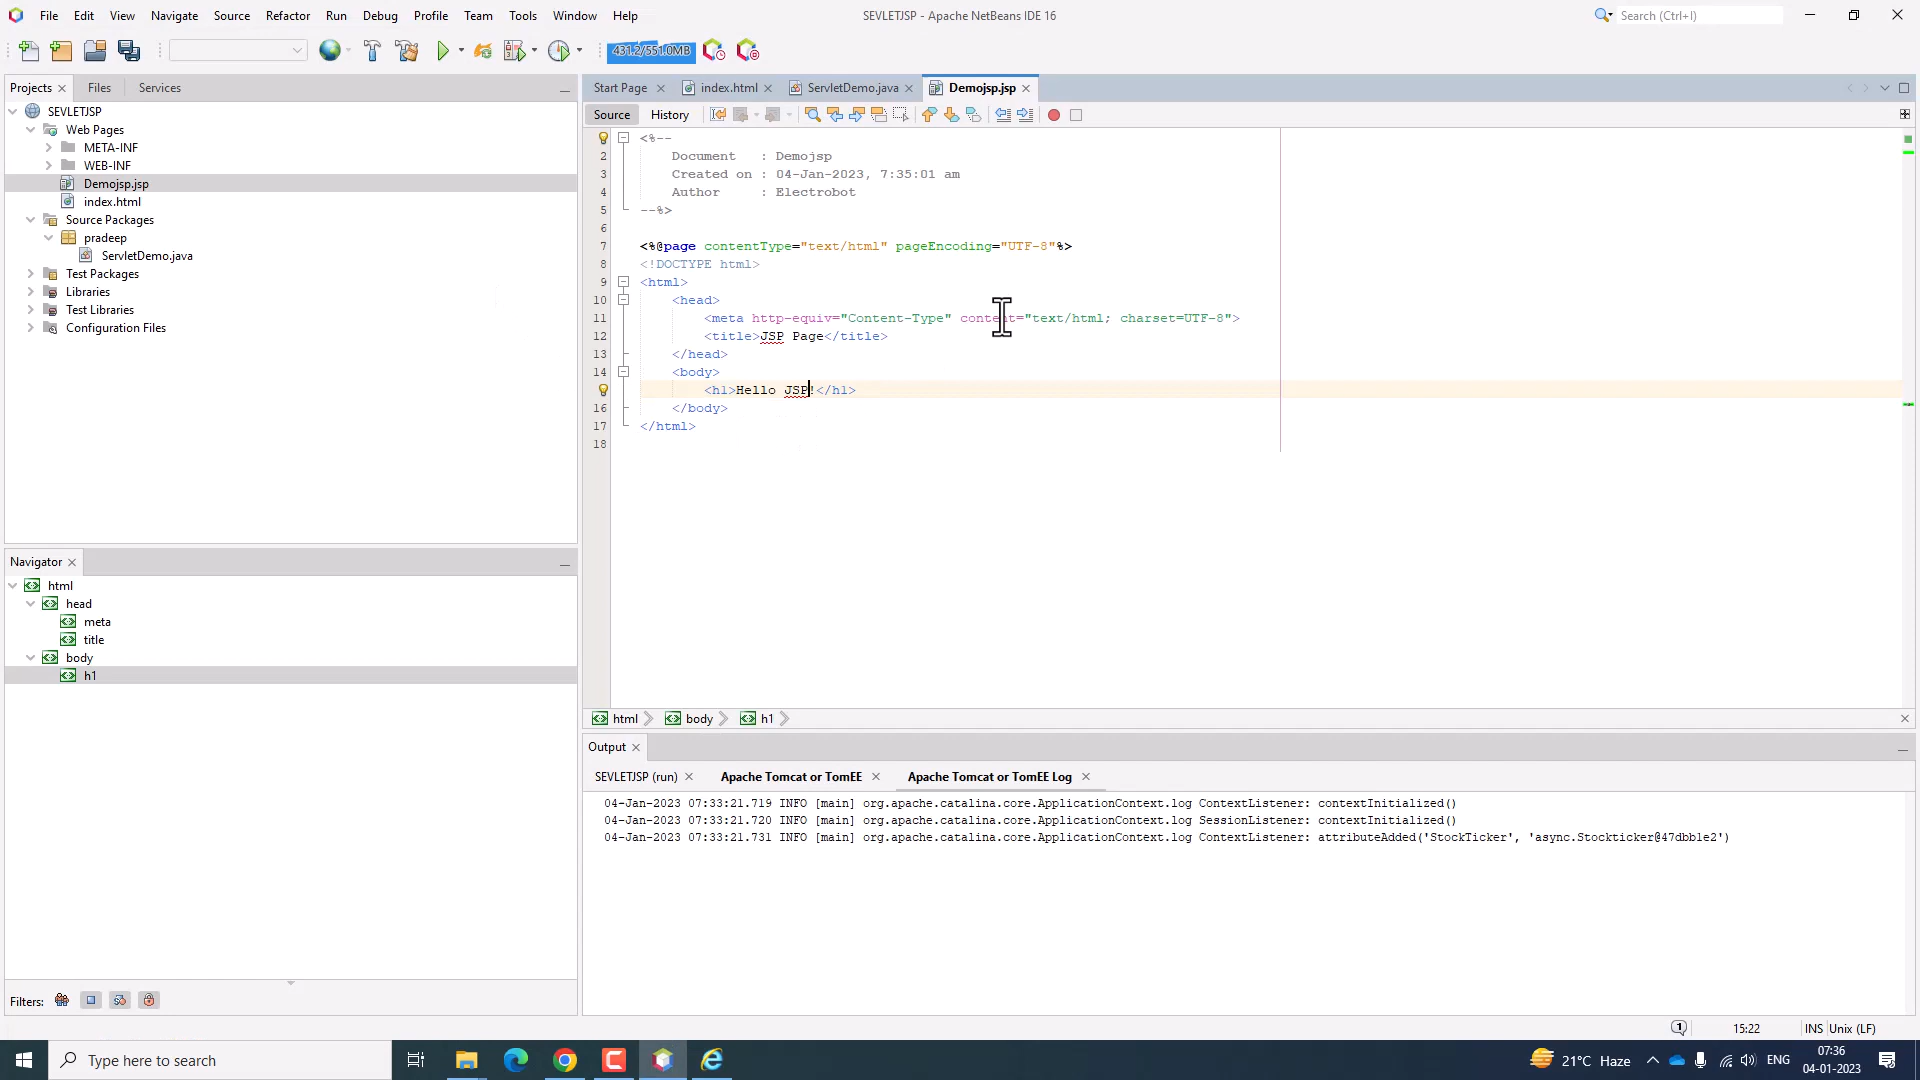 File Edit View Navigate Source Refactor Run Debug Profile Team Tools Window Help
SEVLETJSP - Apache NetBeans IDE 16
Search (Ctrl+I)
431.2/551.0MB
Projects Files Services
SEVLETJSP
Web Pages
META-INF
WEB-INF
Demojsp.jsp
index.html
Source Packages
pradeep
ServletDemo.java
Test Packages
Libraries
Test Libraries
Configuration Files
Navigator
html
head
meta
title
body
h1
Filters:
Start Page index.html ServletDemo.java Demojsp.jsp
Source History
<%--
2 Document : Demojsp
3 Created on : 04-Jan-2023, 7:35:01 am
4 Author : Electrobot
5 --%>
6
7 <%@page contentType="text/html" pageEncoding="UTF-8"%>
8 <!DOCTYPE html>
9 <html>
10 <head>
11 <meta http-equiv="Content-Type" content="text/html; charset=UTF-8">
12 <title>JSP Page</title>
13 </head>
14 <body>
<h1>Hello JSP!</h1>
16 </body>
17 </html>
18
html body h1
Output
SEVLETJSP (run) Apache Tomcat or TomEE Apache Tomcat or TomEE Log
04-Jan-2023 07:33:21.719 INFO [main] org.apache.catalina.core.ApplicationContext.log ContextListener: contextInitialized()
04-Jan-2023 07:33:21.720 INFO [main] org.apache.catalina.core.ApplicationContext.log SessionListener: contextInitialized()
04-Jan-2023 07:33:21.731 INFO [main] org.apache.catalina.core.ApplicationContext.log ContextListener: attributeAdded('StockTicker', 'async.Stockticker@47dbb1e2')
1 15:22 INS Unix (LF)
Type here to search
21°C Haze ENG
07:36
04-01-2023